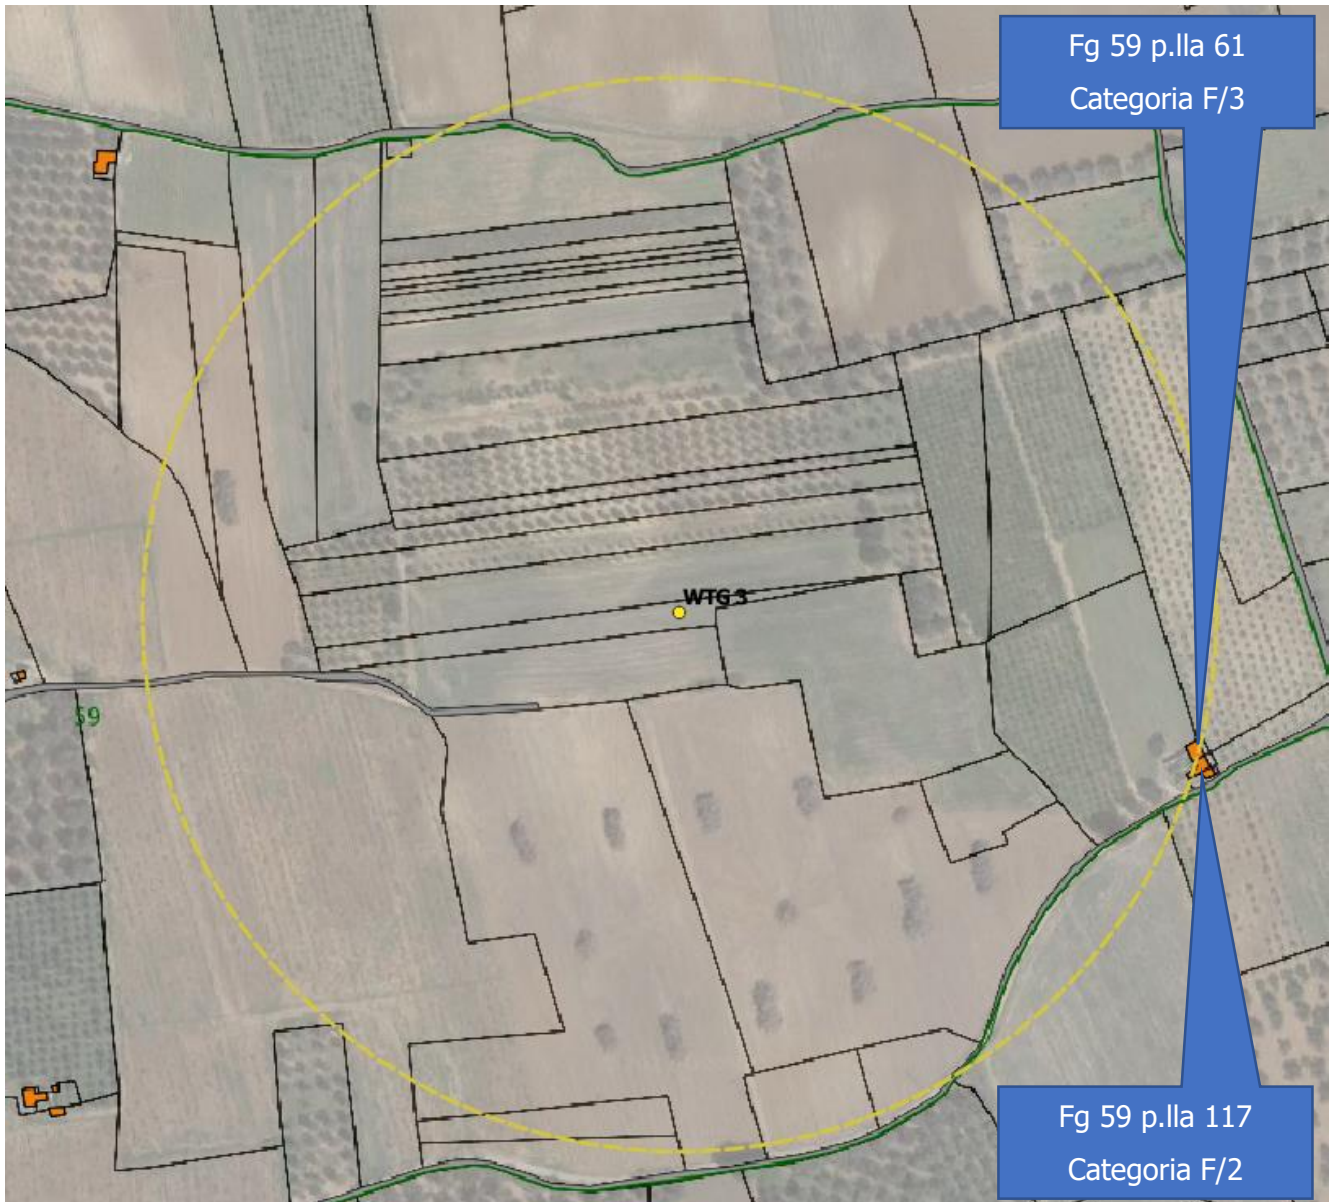 Fg 59 p.lla 61
Categoria F/3
WTG 3
59
Fg 59 p.lla 117
Categoria F/2